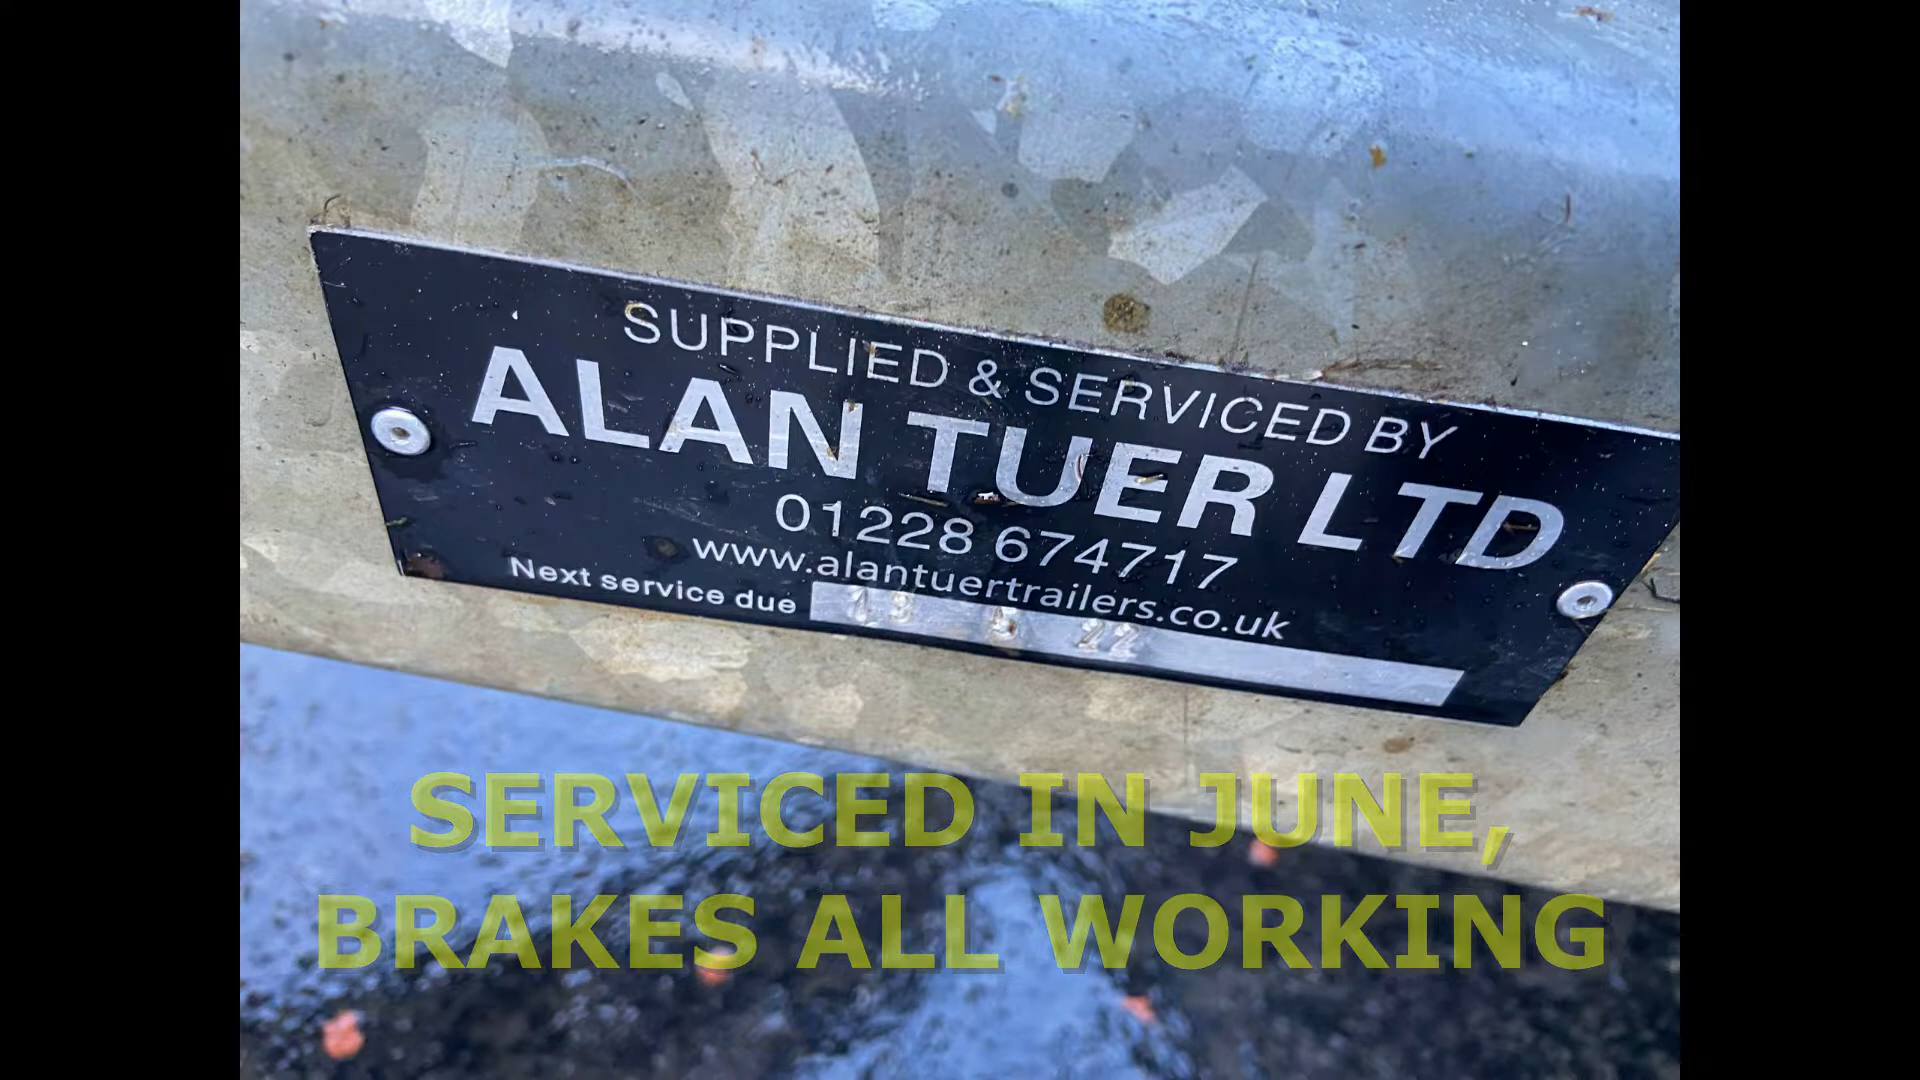 SUPPLIED & SERVICED BY
ALAN TUER LTD
01228 674717
www.alantuertrailers.co.uk
Next service due 22
SERVICED IN JUNE,
BRAKES ALL WORKING